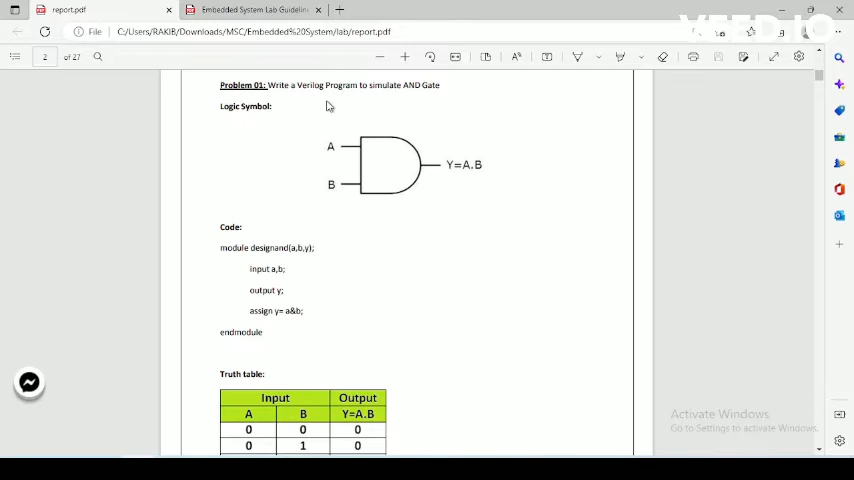 report.pdf
Embedded System Lab Guideline
VEED.IO
File
C:/Users/RAKIB/Downloads/MSC/Embedded%20System/lab/report.pdf
2 of 27
Problem 01: Write a Verilog Program to simulate AND Gate
Logic Symbol:
A
Y=A.B
B
Code:
module designand(a,b,y);
input a,b;
output y;
assign y= a&b;
endmodule
Truth table:
Input Output
A B Y=A.B
0 0 0
0 1 0
Activate Windows
Go to Settings to activate Windows.